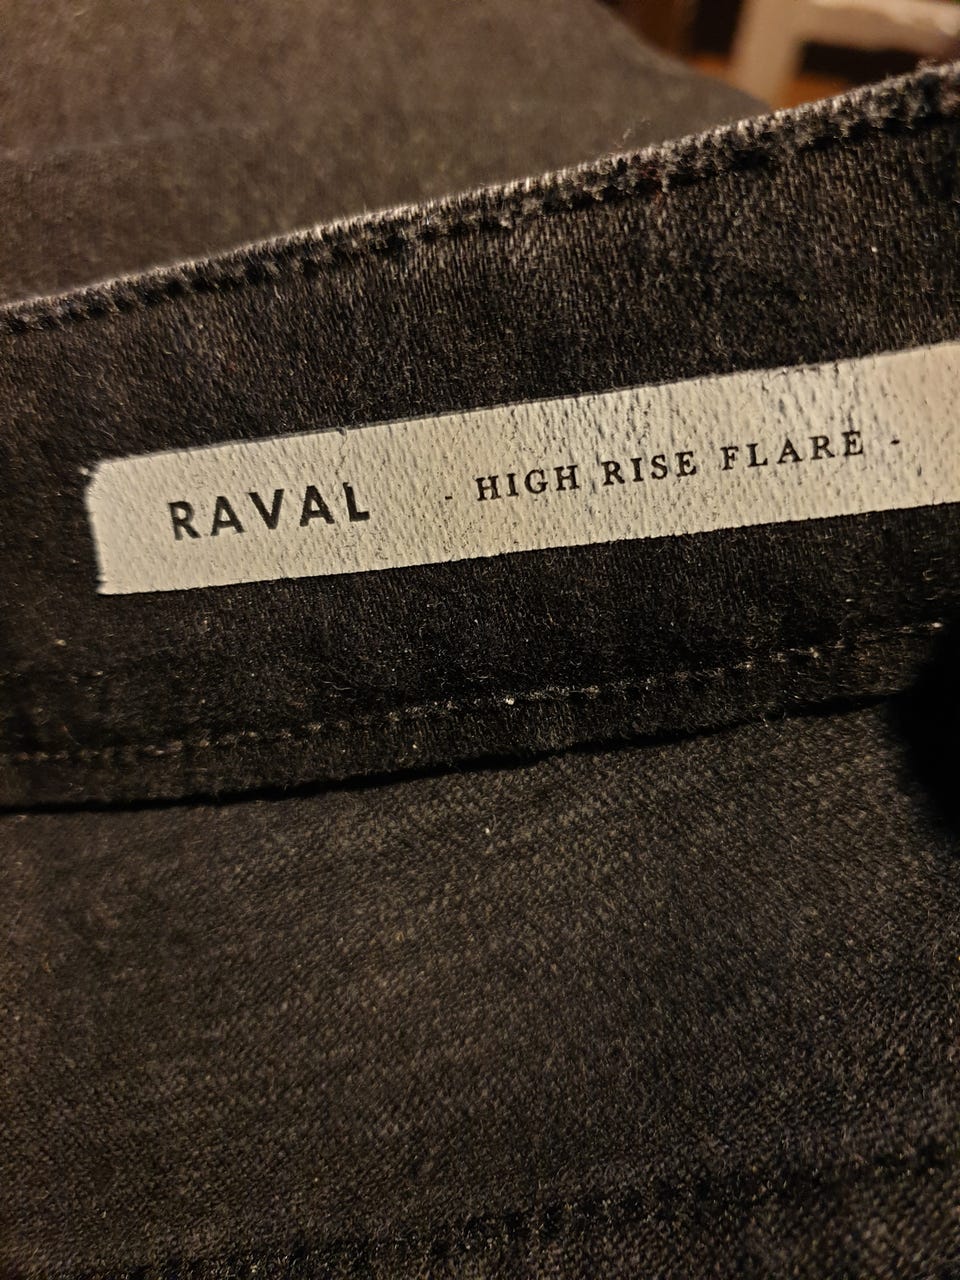 RAVAL - HIGH RISE FLARE -